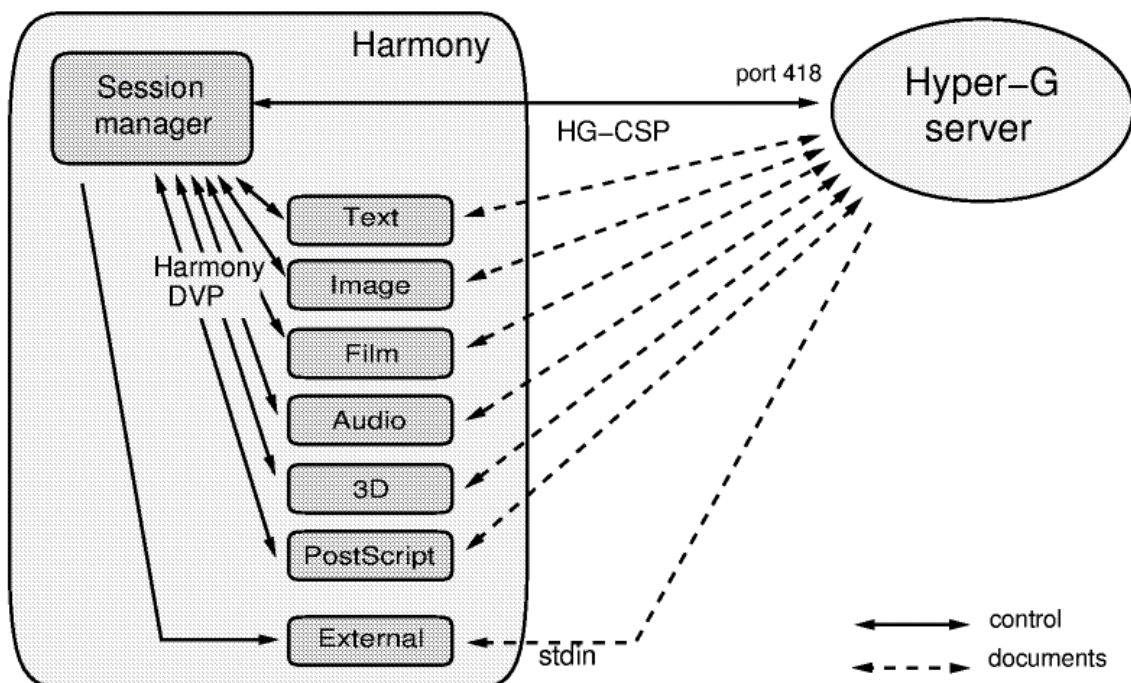 Harmony
Session
manager
port 418
Hyper-G
server
HG-CSP
Text
Harmony
DVP
Image
Film
Audio
3D
PostScript
External
stdin
control
documents